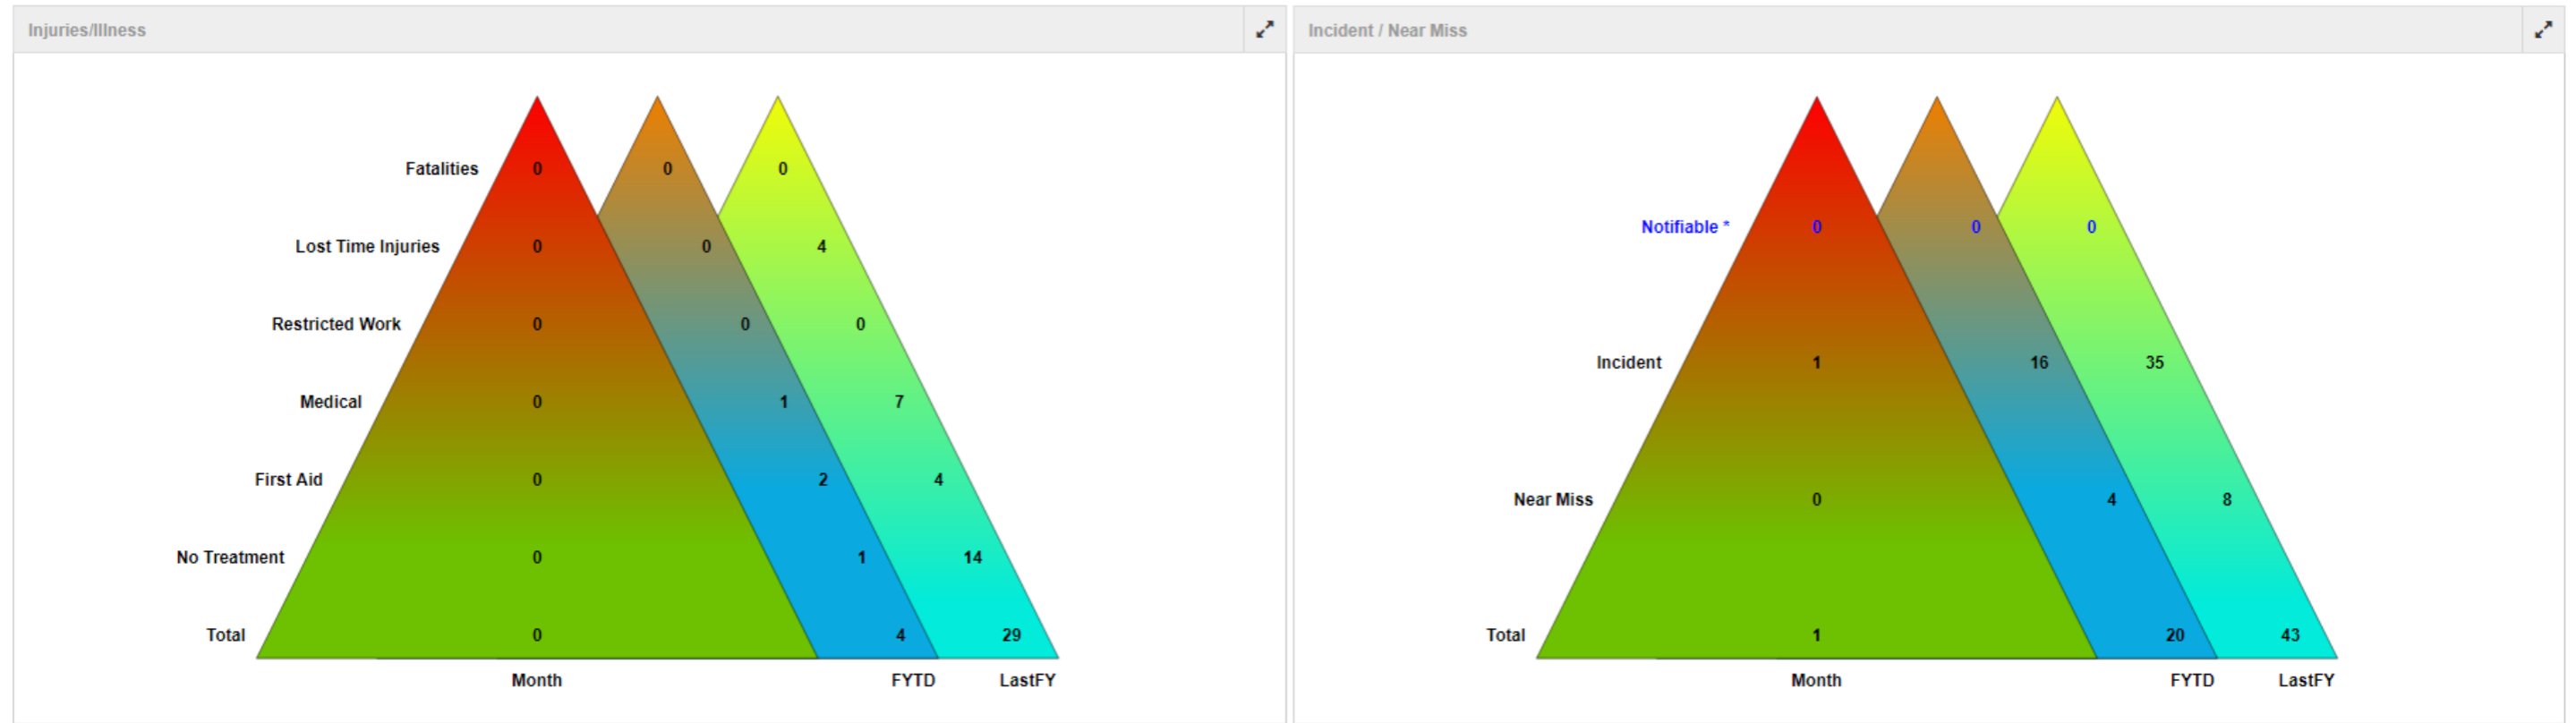 Injuries/Illness
Fatalities 0 0 0
Lost Time Injuries 0 0 4
Restricted Work 0 0 0
Medical 0 1 7
First Aid 0 2 4
No Treatment 0 1 14
Total 0 4 29
Month FYTD LastFY
Incident / Near Miss
Notifiable * 0 0 0
Incident 1 16 35
Near Miss 0 4 8
Total 1 20 43
Month FYTD LastFY